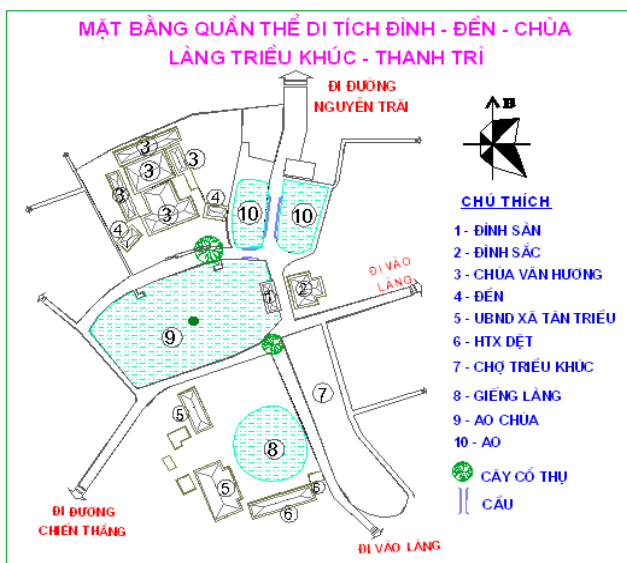 MẶT BẰNG QUẦN THỂ DI TÍCH ĐÌNH - ĐỀN - CHÙA
LÀNG TRIỀU KHÚC - THANH TRÌ
ĐI ĐƯỜNG
NGUYỄN TRÃI
B
3
3
3
3
3
4
4
10
10
ĐI VÀO
LÀNG
1
2
9
7
5
8
5
6
6
ĐI ĐƯỜNG
CHIẾN THẮNG
ĐI VÀO LÀNG
CHÚ THÍCH
1 - ĐÌNH SÀN
2 - ĐÌNH SẮC
3 - CHÙA VÂN HƯƠNG
4 - ĐỀN
5 - UBND XÃ TÂN TRIỀU
6 - HTX DỆT
7 - CHỢ TRIỀU KHÚC
8 - GIẾNG LÀNG
9 - AO CHÙA
10 - AO
CÂY CỔ THỤ
CẦU